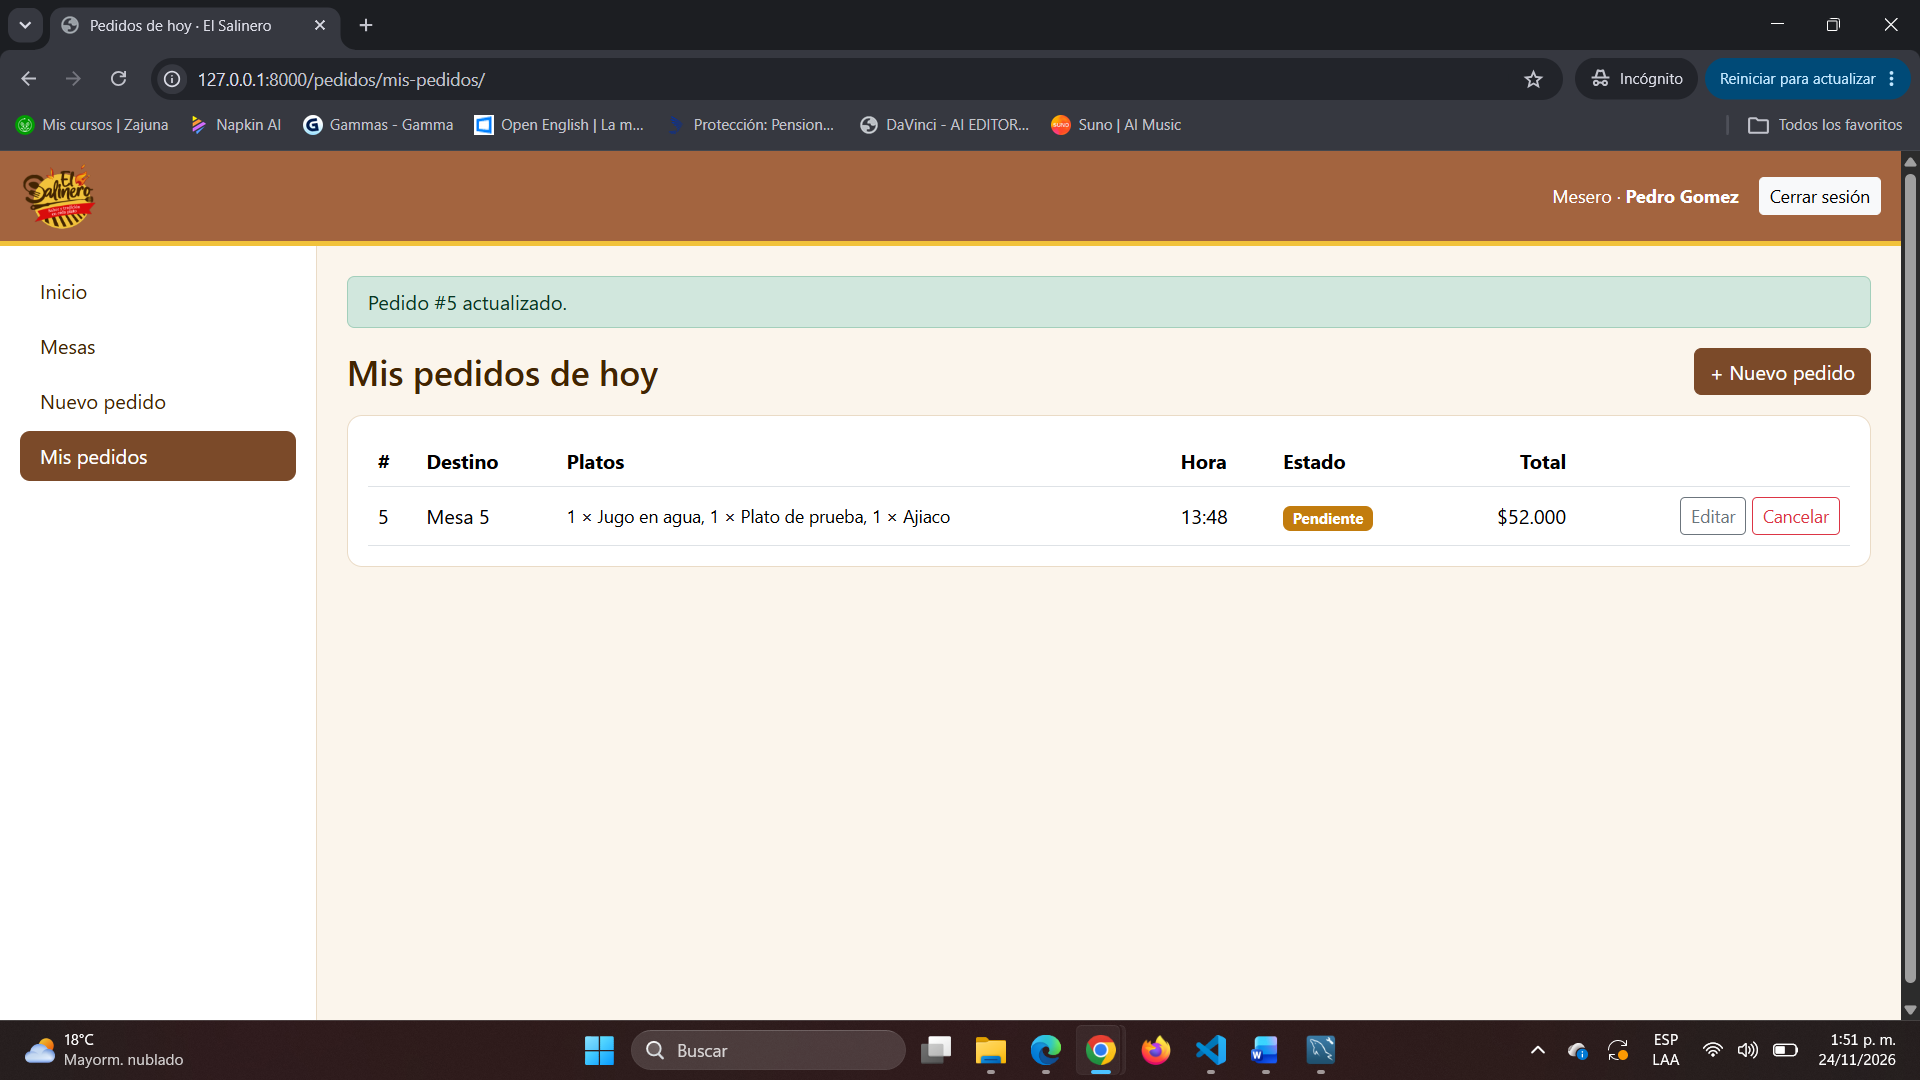 Pedidos de hoy · El Salinero
127.0.0.1:8000/pedidos/mis-pedidos/
Incógnito
Reiniciar para actualizar
Mis cursos | Zajuna
Napkin AI
Gammas - Gamma
Open English | La m...
Protección: Pension...
DaVinci - AI EDITOR...
Suno | AI Music
Todos los favoritos
El
Salinero
Mesero · Pedro Gomez
Cerrar sesión
Inicio
Mesas
Nuevo pedido
Mis pedidos
Pedido #5 actualizado.
Mis pedidos de hoy
+ Nuevo pedido
# Destino Platos Hora Estado Total
5 Mesa 5 1 × Jugo en agua, 1 × Plato de prueba, 1 × Ajiaco 13:48 Pendiente $52.000 Editar Cancelar
18°C
Mayorm. nublado
Buscar
ESP
LAA
1:51 p. m.
24/11/2026